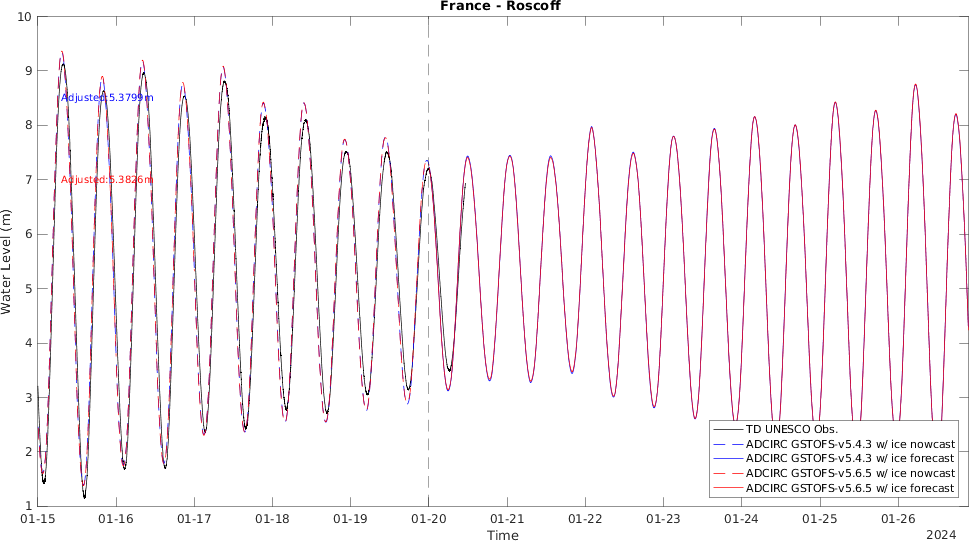 France - Roscoff
Water Level (m)
10
9
8
7
6
5
4
3
2
1
Adjusted:5.3799m
Adjusted:5.3826m
TD UNESCO Obs.
ADCIRC GSTOFS-v5.4.3 w/ ice nowcast
ADCIRC GSTOFS-v5.4.3 w/ ice forecast
ADCIRC GSTOFS-v5.6.5 w/ ice nowcast
ADCIRC GSTOFS-v5.6.5 w/ ice forecast
01-15 01-16 01-17 01-18 01-19 01-20 01-21 01-22 01-23 01-24 01-25 01-26
Time
2024